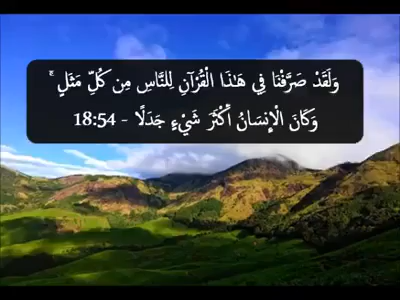 وَلَقَدْ صَرَّفْنَا فِي هَٰذَا الْقُرْآنِ لِلنَّاسِ مِن كُلِّ مَثَلٍ ۚ
وَكَانَ الْإِنسَانُ أَكْثَرَ شَيْءٍ جَدَلًا - 18:54